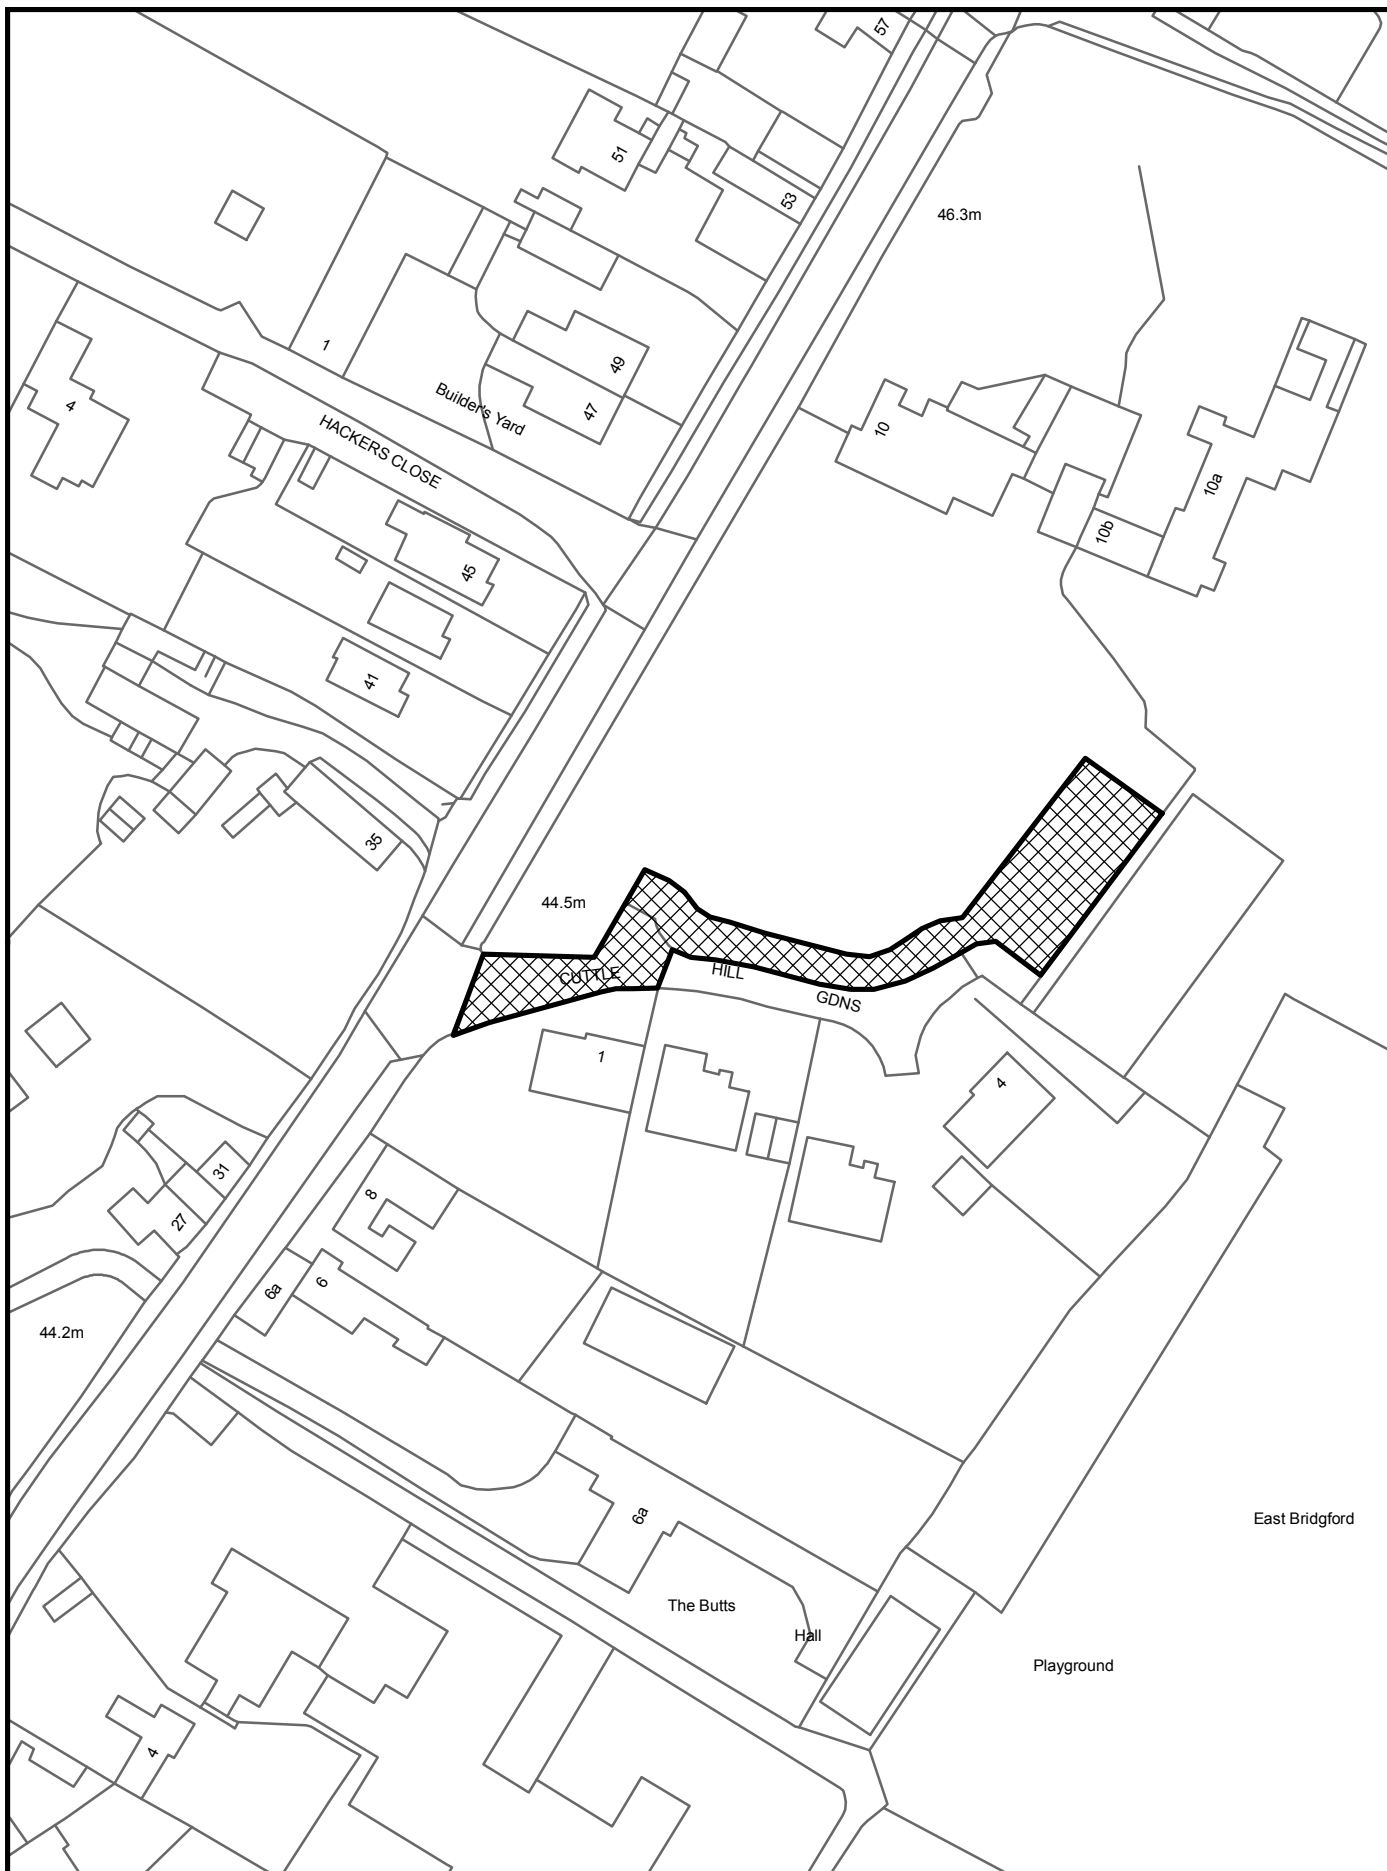 57
51
53
46.3m
1
49
4
Builder's Yard
47
HACKERS CLOSE
10
10a
10b
45
41
35
44.5m
CUTTLE
HILL
GDNS
1
4
31
8
27
6
6a
44.2m
6a
East Bridgford
The Butts
Hall
Playground
4